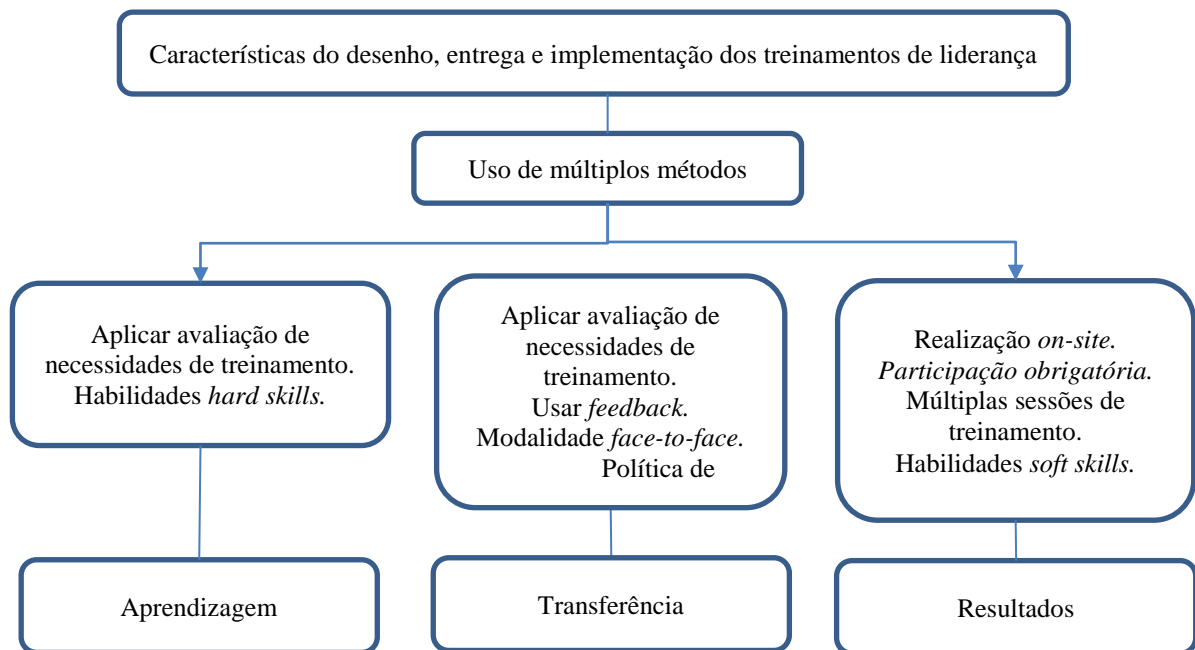 Características do desenho, entrega e implementação dos treinamentos de liderança
Uso de múltiplos métodos
Aplicar avaliação de
necessidades de treinamento.
Habilidades hard skills.
Aplicar avaliação de
necessidades de
treinamento.
Usar feedback.
Modalidade face-to-face.
Política de
Realização on-site.
Participação obrigatória.
Múltiplas sessões de
treinamento.
Habilidades soft skills.
Aprendizagem
Transferência
Resultados